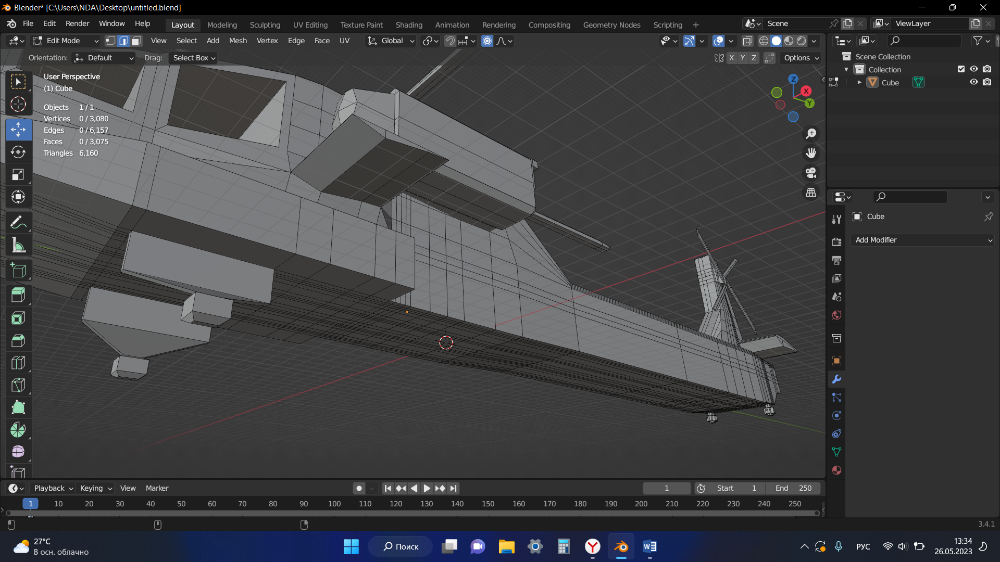 Blender* [C:\Users\NDA\Desktop\untitled.blend]
File Edit Render Window Help Layout Modeling Sculpting UV Editing Texture Paint Shading Animation Rendering Compositing Geometry Nodes Scripting + Scene ViewLayer
Edit Mode View Select Add Mesh Vertex Edge Face UV Global
Orientation: Default Drag: Select Box X Y Z Options
User Perspective
(1) Cube
Objects 1 / 1
Vertices 0 / 3,080
Edges 0 / 6,157
Faces 0 / 3,075
Triangles 6,160
Z
X
Y
Scene Collection
Collection
Cube
Cube
Add Modifier
Playback Keying View Marker 1 Start 1 End 250
1 10 20 30 40 50 60 70 80 90 100 110 120 130 140 150 160 170 180 190 200 210 220 230 240 250
3.4.1
27°C
В осн. облачно
Поиск
РУС
13:34
26.05.2023